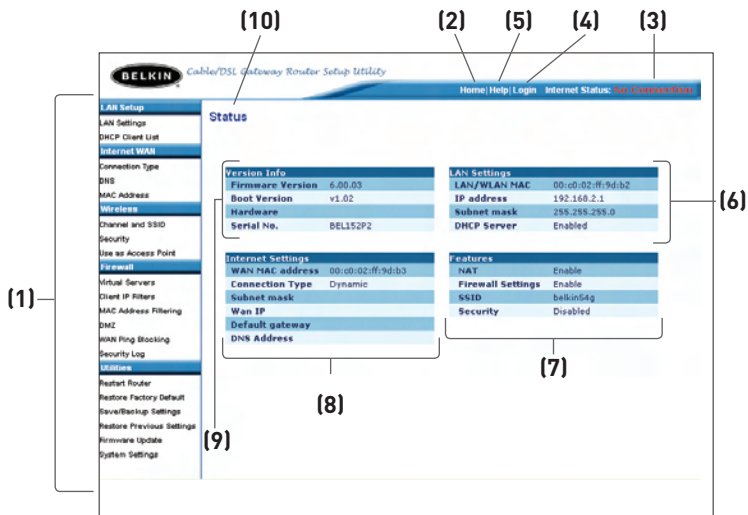 (10) (2) (5) (4) (3)
BELKIN Cable/DSL Gateway Router Setup Utility
Home| Help| Login Internet Status: No Connection
LAN Setup
LAN Settings
DHCP Client List
Internet WAN
Connection Type
DNS
MAC Address
Wireless
Channel and SSID
Security
Use as Access Point
Firewall
Virtual Servers
Client IP Filters
MAC Address Filtering
DMZ
WAN Ping Blocking
Security Log
Utilities
Restart Router
Restore Factory Default
Save/Backup Settings
Restore Previous Settings
Firmware Update
System Settings
(1)
Status
Version Info
Firmware Version 6.00.03
Boot Version v1.02
Hardware
Serial No. BEL152P2
(9)
LAN Settings
LAN/WLAN MAC 00:c0:02:ff:9d:b2
IP address 192.168.2.1
Subnet mask 255.255.255.0
DHCP Server Enabled
(6)
Internet Settings
WAN MAC address 00:c0:02:ff:9d:b3
Connection Type Dynamic
Subnet mask
Wan IP
Default gateway
DNS Address
(8)
Features
NAT Enable
Firewall Settings Enable
SSID belkin54g
Security Disabled
(7)